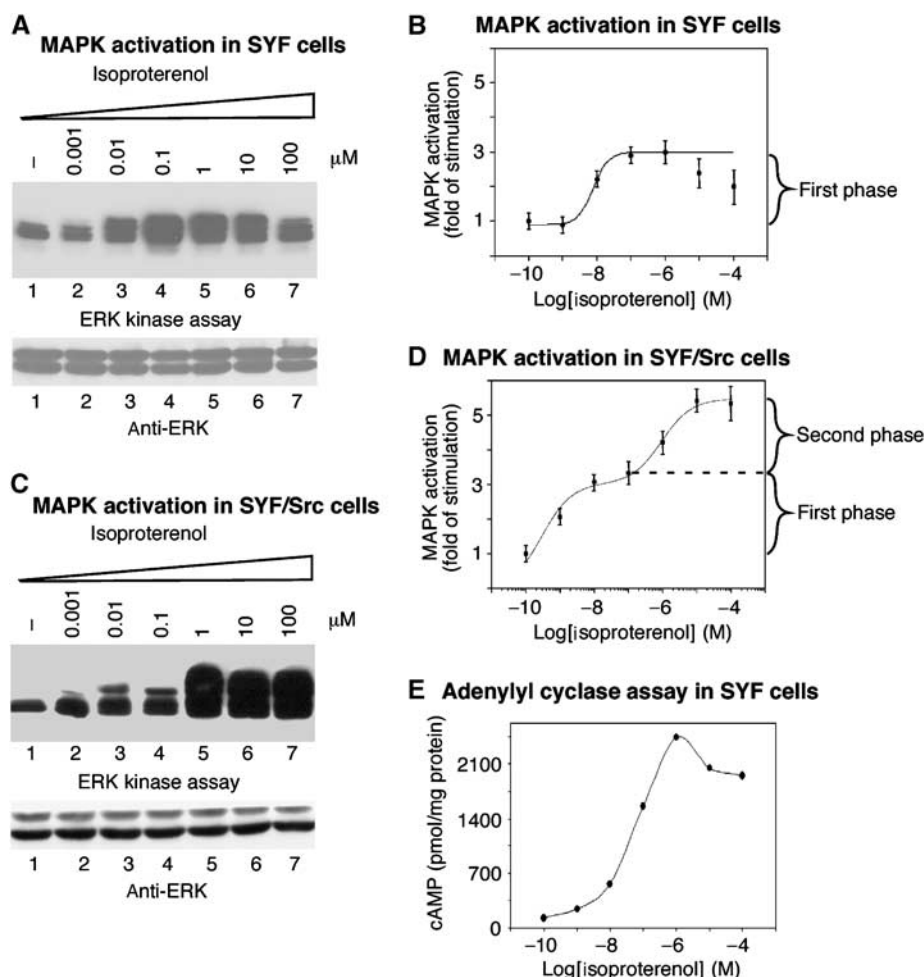 A
MAPK activation in SYF cells
Isoproterenol
– 0.001 0.01 0.1 1 10 100 μM
1 2 3 4 5 6 7
ERK kinase assay
1 2 3 4 5 6 7
Anti-ERK
B MAPK activation in SYF cells
MAPK activation
(fold of stimulation)
5
3
1
First phase
−10 −8 −6 −4
Log[isoproterenol] (M)
C
MAPK activation in SYF/Src cells
Isoproterenol
– 0.001 0.01 0.1 1 10 100 μM
1 2 3 4 5 6 7
ERK kinase assay
1 2 3 4 5 6 7
Anti-ERK
D MAPK activation in SYF/Src cells
MAPK activation
(fold of stimulation)
5
3
1
Second phase
First phase
−10 −8 −6 −4
Log[isoproterenol] (M)
E Adenylyl cyclase assay in SYF cells
cAMP (pmol/mg protein)
2100
1400
700
0
−10 −8 −6 −4
Log[isoproterenol] (M)